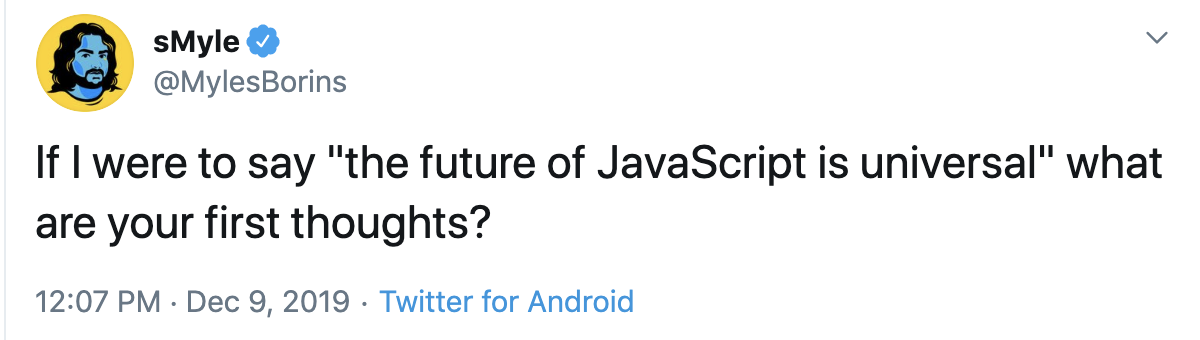 sMyle
@MylesBorins
If I were to say "the future of JavaScript is universal" what
are your first thoughts?
12:07 PM · Dec 9, 2019 · Twitter for Android